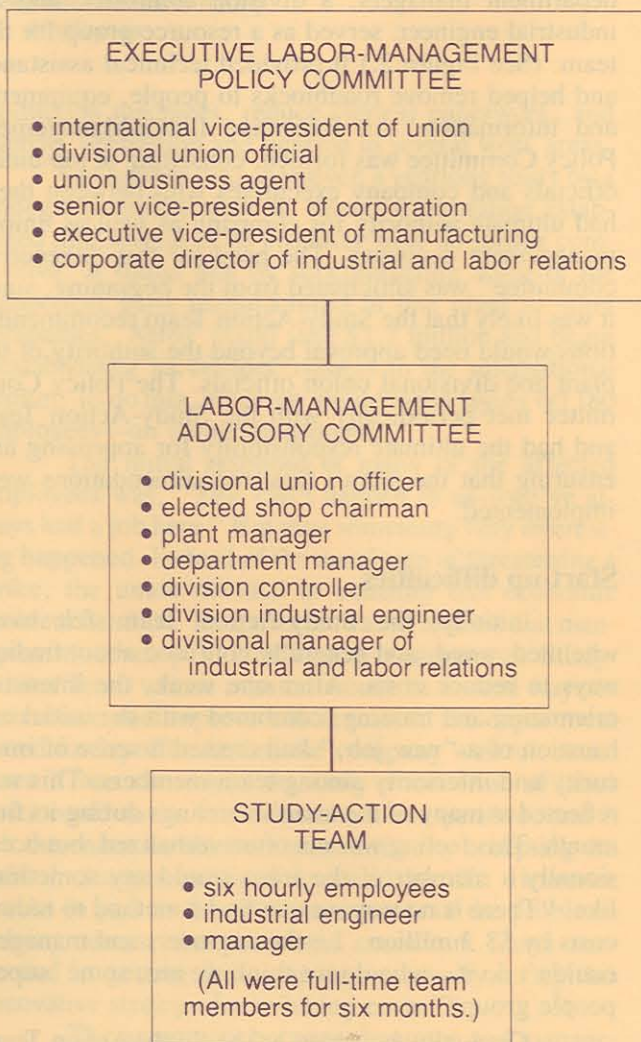 EXECUTIVE LABOR-MANAGEMENT
POLICY COMMITTEE
• international vice-president of union
• divisional union official
• union business agent
• senior vice-president of corporation
• executive vice-president of manufacturing
• corporate director of industrial and labor relations
LABOR-MANAGEMENT
ADVISORY COMMITTEE
• divisional union officer
• elected shop chairman
• plant manager
• department manager
• division controller
• division industrial engineer
• divisional manager of
industrial and labor relations
STUDY-ACTION
TEAM
• six hourly employees
• industrial engineer
• manager
(All were full-time team
members for six months.)